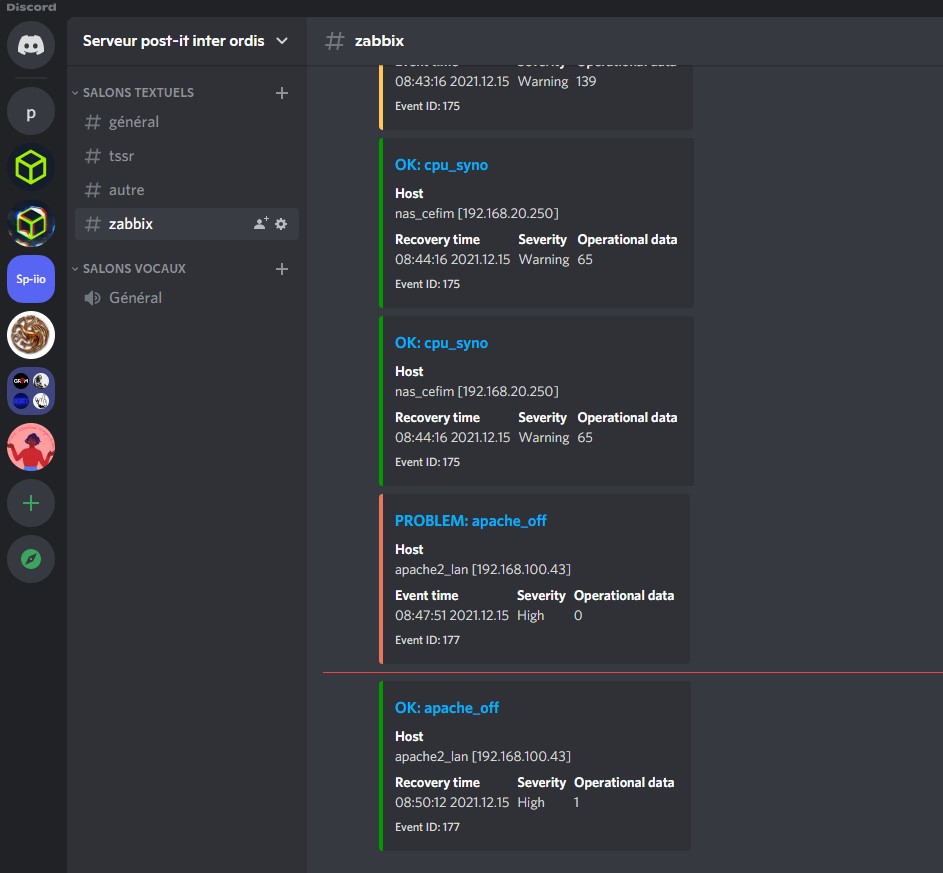 Discord
Serveur post-it inter ordis
# zabbix
p
Sp-iio
SALONS TEXTUELS +
# général
# tssr
# autre
# zabbix
SALONS VOCAUX +
Général
Event time Severity Operational data
08:43:16 2021.12.15 Warning 139
Event ID: 175
OK: cpu_syno
Host
nas_cefim [192.168.20.250]
Recovery time Severity Operational data
08:44:16 2021.12.15 Warning 65
Event ID: 175
OK: cpu_syno
Host
nas_cefim [192.168.20.250]
Recovery time Severity Operational data
08:44:16 2021.12.15 Warning 65
Event ID: 175
PROBLEM: apache_off
Host
apache2_lan [192.168.100.43]
Event time Severity Operational data
08:47:51 2021.12.15 High 0
Event ID: 177
OK: apache_off
Host
apache2_lan [192.168.100.43]
Recovery time Severity Operational data
08:50:12 2021.12.15 High 1
Event ID: 177